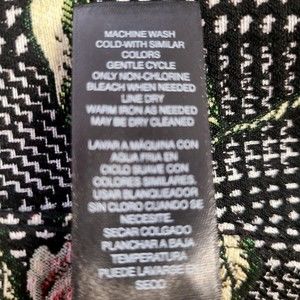 MACHINE WASH
COLD-WITH SIMILAR
COLORS
GENTLE CYCLE
ONLY NON-CHLORINE
BLEACH WHEN NEEDED
LINE DRY
WARM IRON AS NEEDED
MAY BE DRY CLEANED
LAVAR A MÁQUINA CON
AGUA FRIA EN
CICLO SUAVE CON
COLORES SIMILARES.
USAR BLANQUEADOR
SIN CLORO CUANDO SE
NECESITE.
SECAR COLGADO
PLANCHAR A BAJA
TEMPERATURA
PUEDE LAVARSE EN
SECO